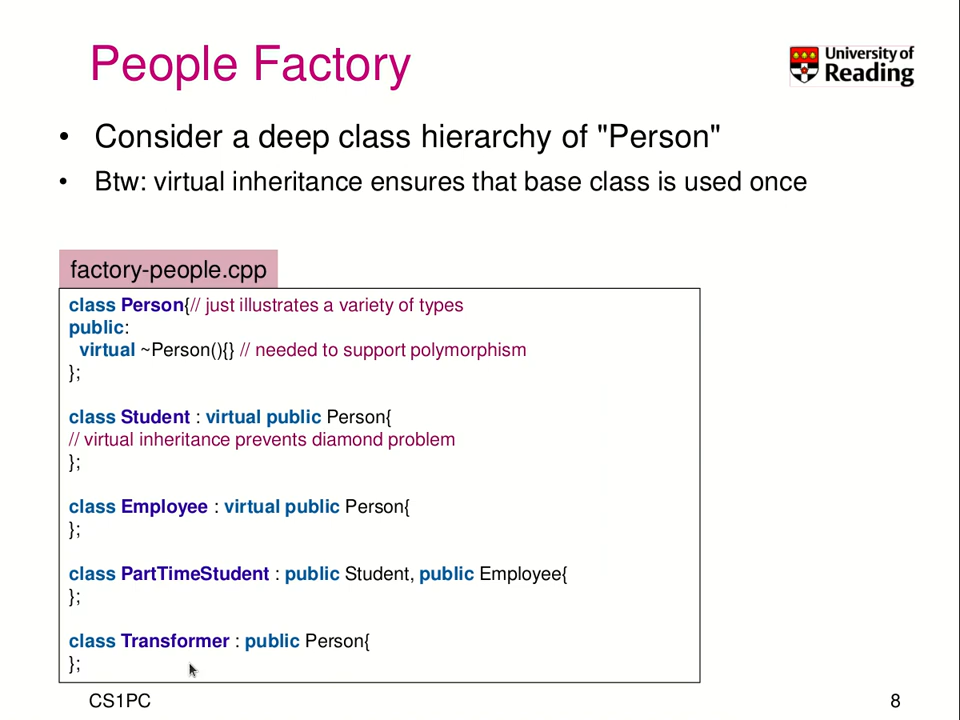 People Factory
University of
Reading
• Consider a deep class hierarchy of "Person"
• Btw: virtual inheritance ensures that base class is used once
factory-people.cpp
class Person{// just illustrates a variety of types
public:
  virtual ~Person(){} // needed to support polymorphism
};
class Student : virtual public Person{
// virtual inheritance prevents diamond problem
};
class Employee : virtual public Person{
};
class PartTimeStudent : public Student, public Employee{
};
class Transformer : public Person{
};
CS1PC
8